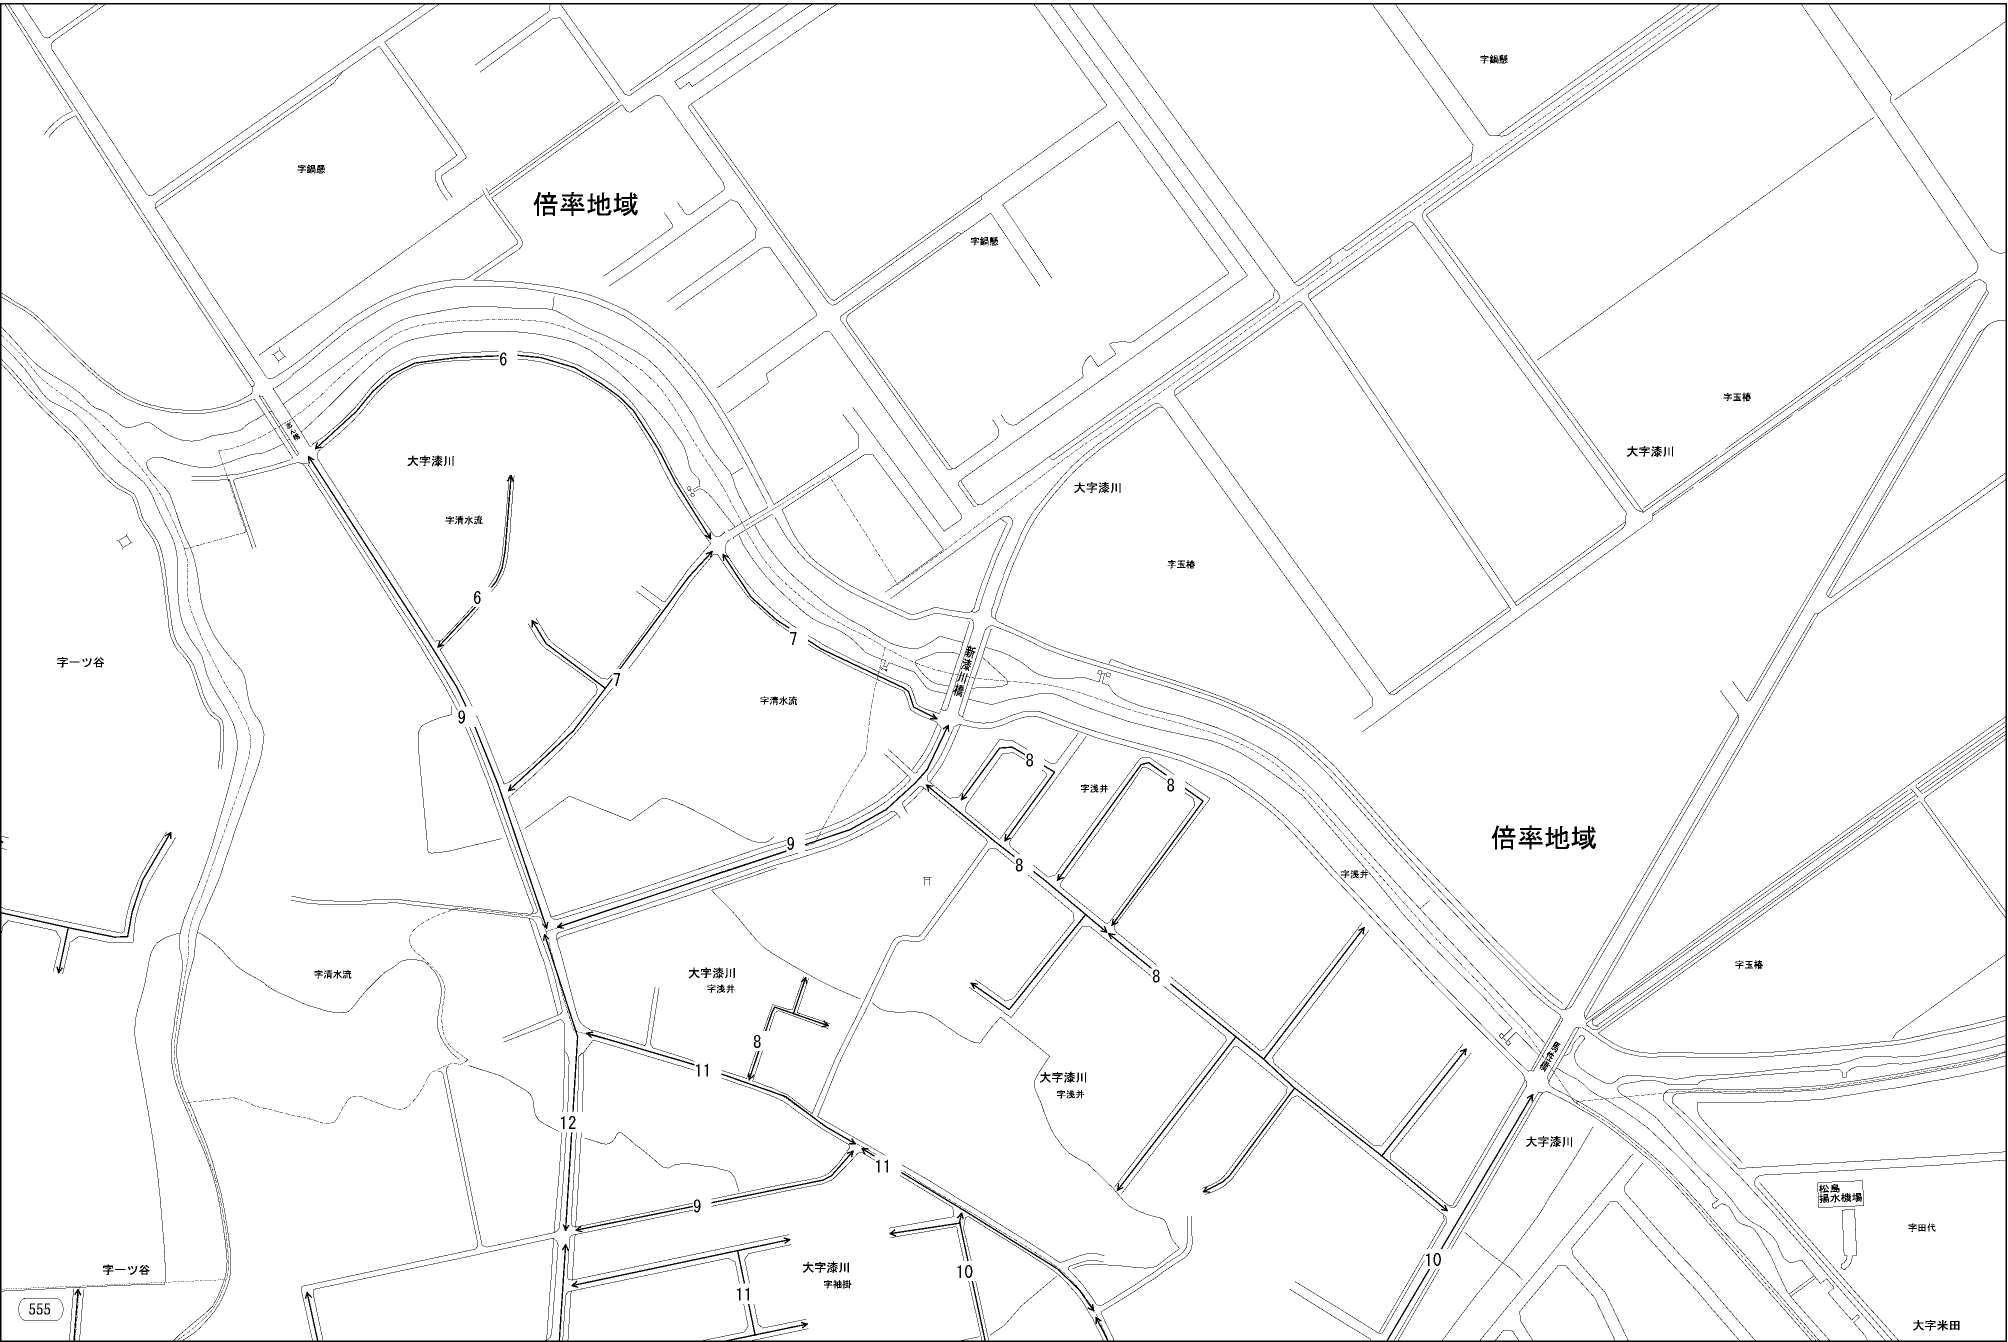 字鍋懸
字鍋懸
倍率地域
字鍋懸
6
字玉椿
大字漆川
大字漆川
大字漆川
字清水流
字玉椿
6
7
新漆川橋
字一ツ谷
7
字清水流
9
8
8
字浅井
倍率地域
9
8
字浅井
字玉椿
大字漆川
字浅井
字清水流
8
8
11
大字漆川
字浅井
12
大字漆川
11
松島
揚水機場
9
字田代
10
大字漆川
字袖掛
字一ツ谷
10
11
555
大字米田